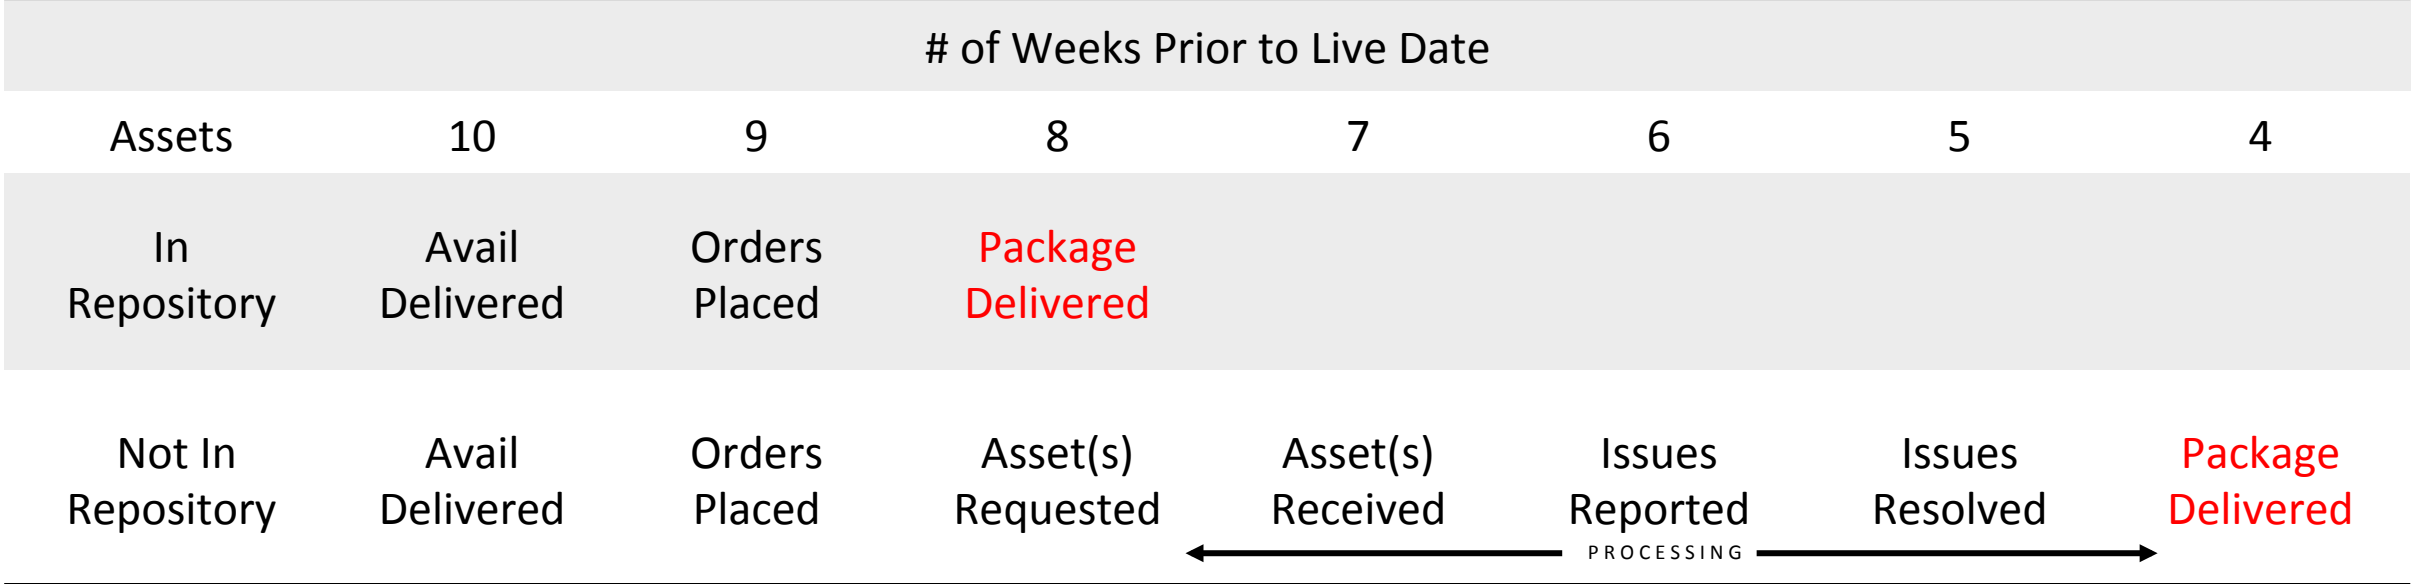 # of Weeks Prior to Live Date
Assets 10 9 8 7 6 5 4
In Avail Orders Package
Repository Delivered Placed Delivered
Not In Avail Orders Asset(s) Asset(s) Issues Issues Package
Repository Delivered Placed Requested Received Reported Resolved Delivered
PROCESSING